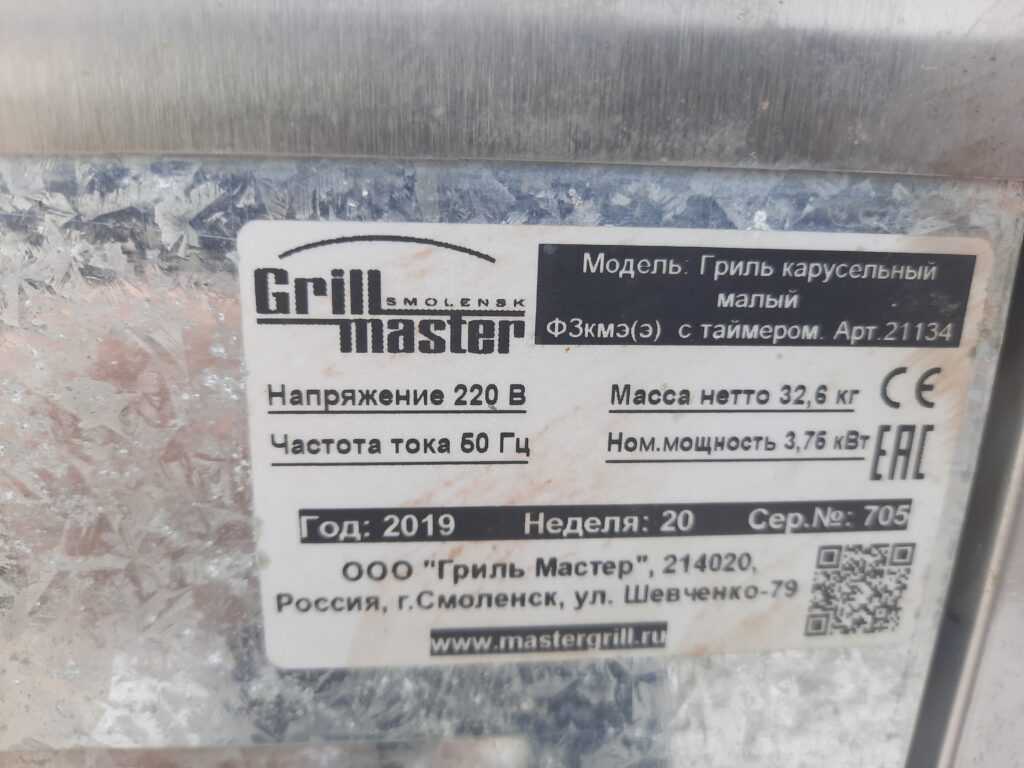 Grill SMOLENSK
master
Модель: Гриль карусельный
малый
Ф3кмэ(э) с таймером. Арт.21134
Напряжение 220 В
Масса нетто 32,6 кг
CE
Частота тока 50 Гц
Ном.мощность 3,76 кВт
EAC
Год: 2019 Неделя: 20 Сер.№: 705
ООО "Гриль Мастер", 214020,
Россия, г.Смоленск, ул. Шевченко-79
www.mastergrill.ru